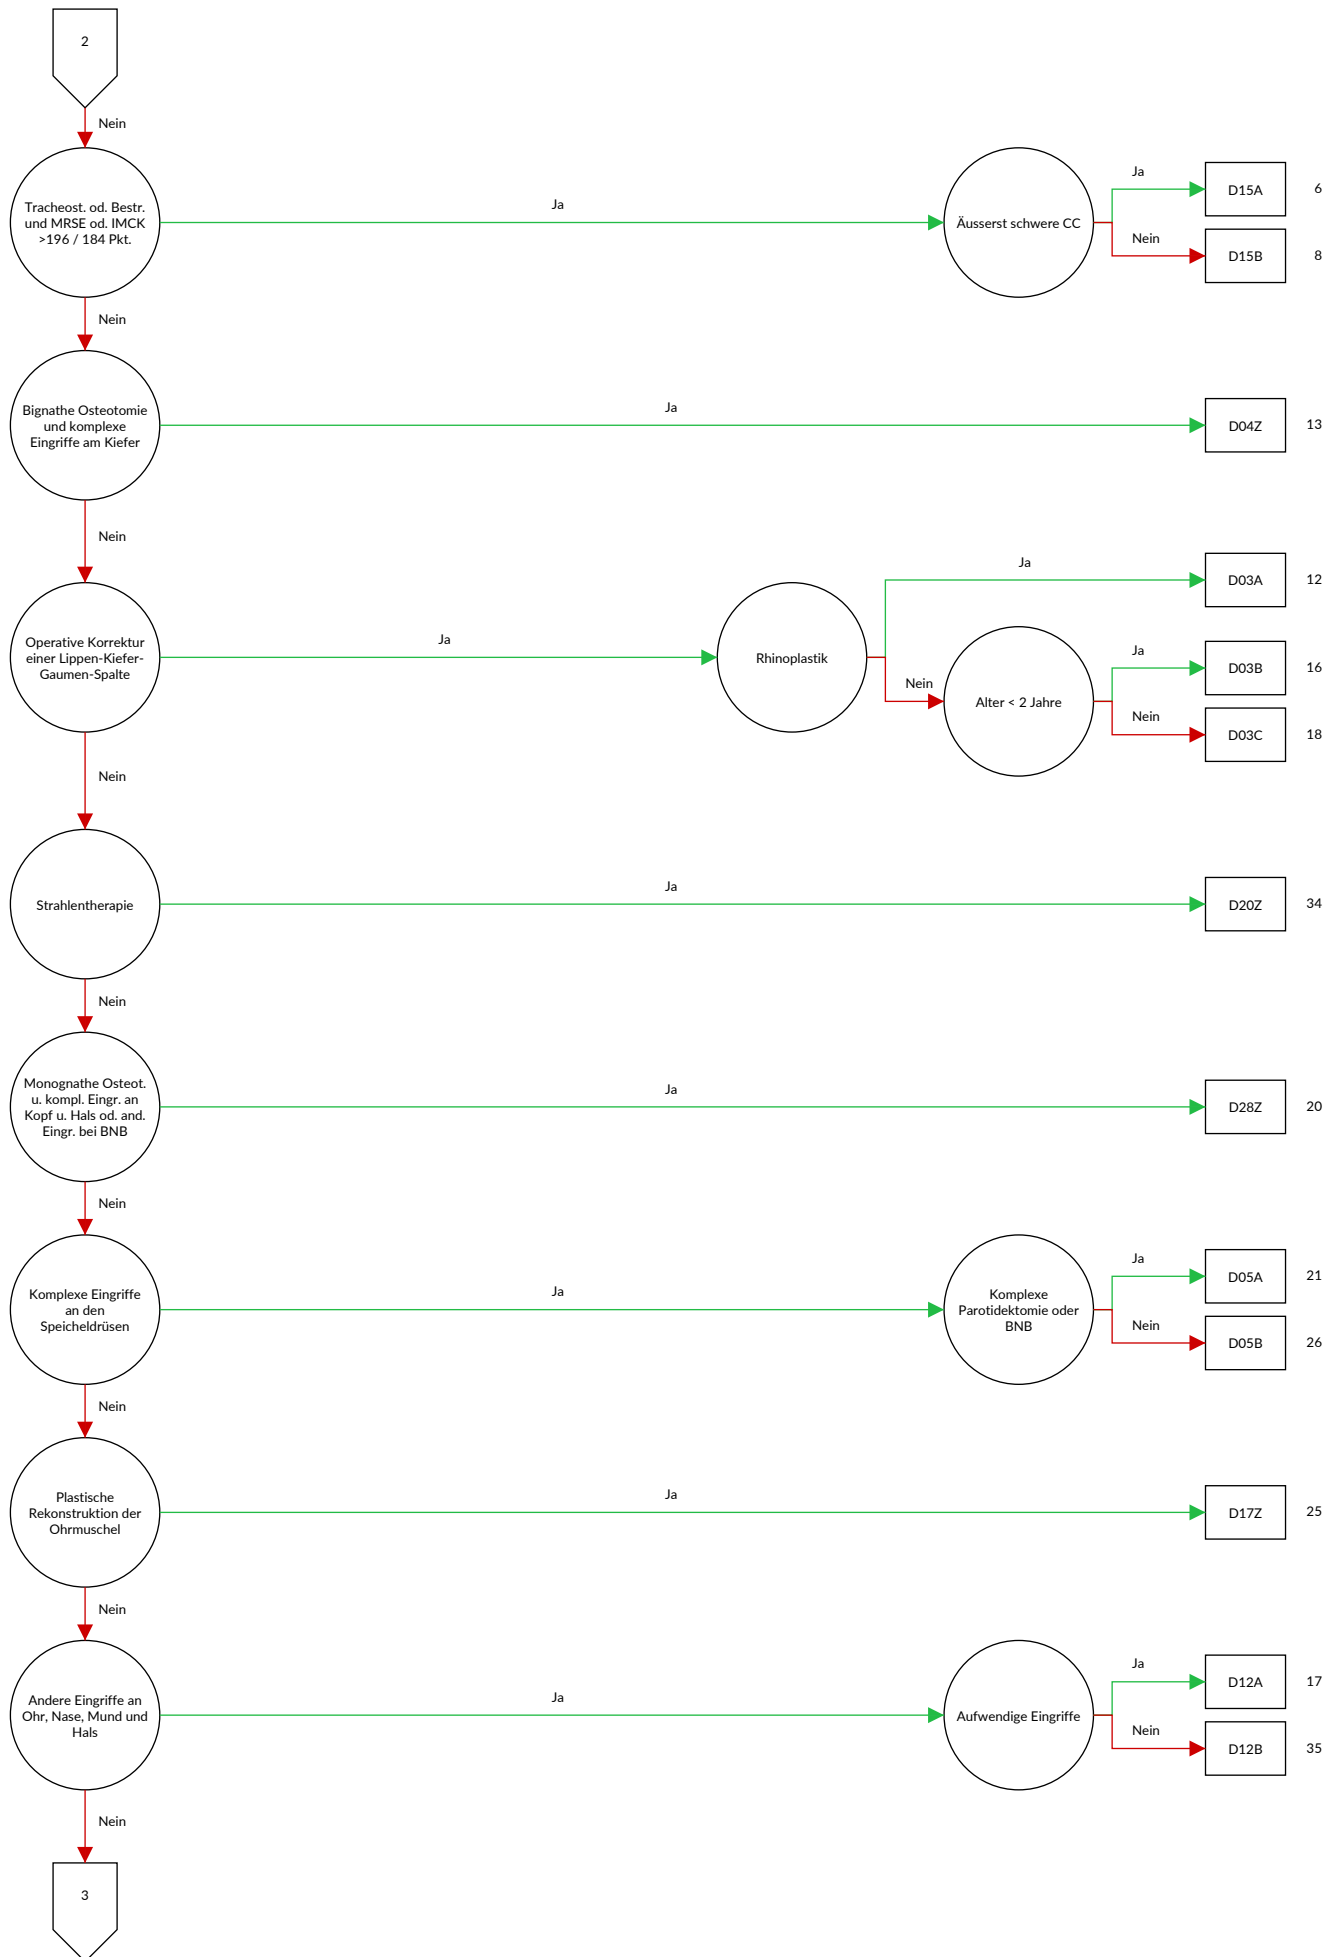 2
Nein
Tracheost. od. Bestr.
und MRSE od. IMCK
>196 / 184 Pkt.
Ja
Äusserst schwere CC
Ja
D15A
6
Nein
D15B
8
Nein
Bignathe Osteotomie
und komplexe
Eingriffe am Kiefer
Ja
D04Z
13
Nein
Operative Korrektur
einer Lippen-Kiefer-
Gaumen-Spalte
Ja
Rhinoplastik
Ja
D03A
12
Nein
Alter < 2 Jahre
Ja
D03B
16
Nein
D03C
18
Nein
Strahlentherapie
Ja
D20Z
34
Nein
Monognathe Osteot.
u. kompl. Eingr. an
Kopf u. Hals od. and.
Eingr. bei BNB
Ja
D28Z
20
Nein
Komplexe Eingriffe
an den
Speicheldrüsen
Ja
Komplexe
Parotidektomie oder
BNB
Ja
D05A
21
Nein
D05B
26
Nein
Plastische
Rekonstruktion der
Ohrmuschel
Ja
D17Z
25
Nein
Andere Eingriffe an
Ohr, Nase, Mund und
Hals
Ja
Aufwendige Eingriffe
Ja
D12A
17
Nein
D12B
35
Nein
3